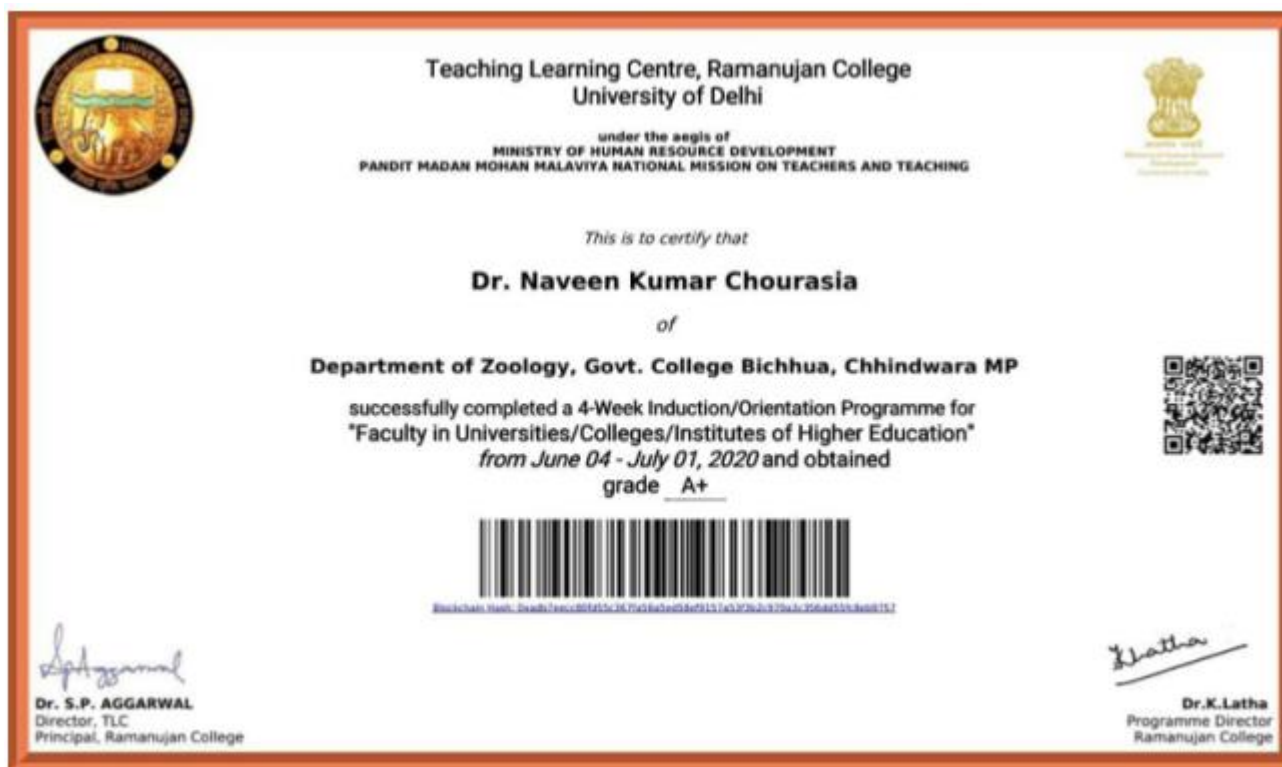 Teaching Learning Centre, Ramanujan College
University of Delhi
under the aegis of
MINISTRY OF HUMAN RESOURCE DEVELOPMENT
PANDIT MADAN MOHAN MALAVIYA NATIONAL MISSION ON TEACHERS AND TEACHING
This is to certify that
Dr. Naveen Kumar Chourasia
of
Department of Zoology, Govt. College Bichhua, Chhindwara MP
successfully completed a 4-Week Induction/Orientation Programme for
"Faculty in Universities/Colleges/Institutes of Higher Education"
from June 04 - July 01, 2020 and obtained
grade A+
Blockchain Hash:
SpAggarwal
Dr. S.P. AGGARWAL
Director, TLC
Principal, Ramanujan College
KLatha
Dr.K.Latha
Programme Director
Ramanujan College